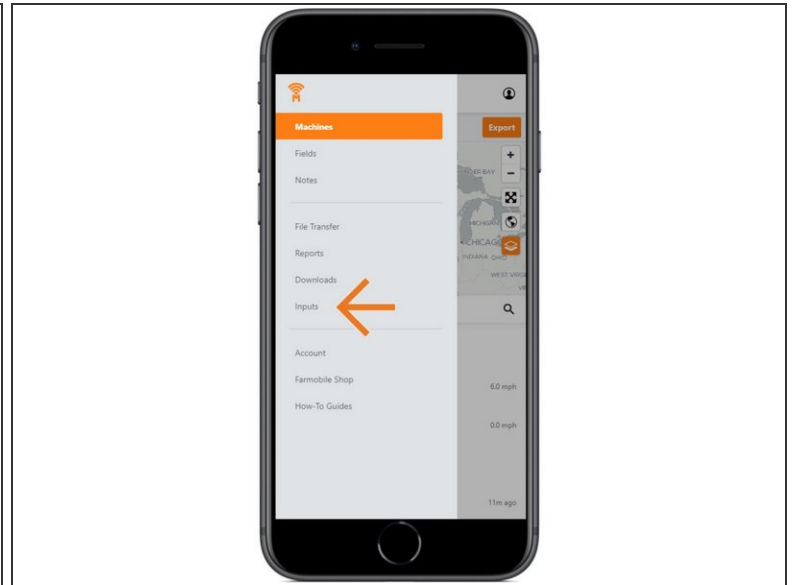 Machines
Export
Fields
Notes
MICHIGAN
CHICAG
INDIANA OHIO
WEST VIRGI
File Transfer
Reports
Downloads
Inputs
Account
Farmobile Shop
6.0 mph
How-To Guides
0.0 mph
11m ago